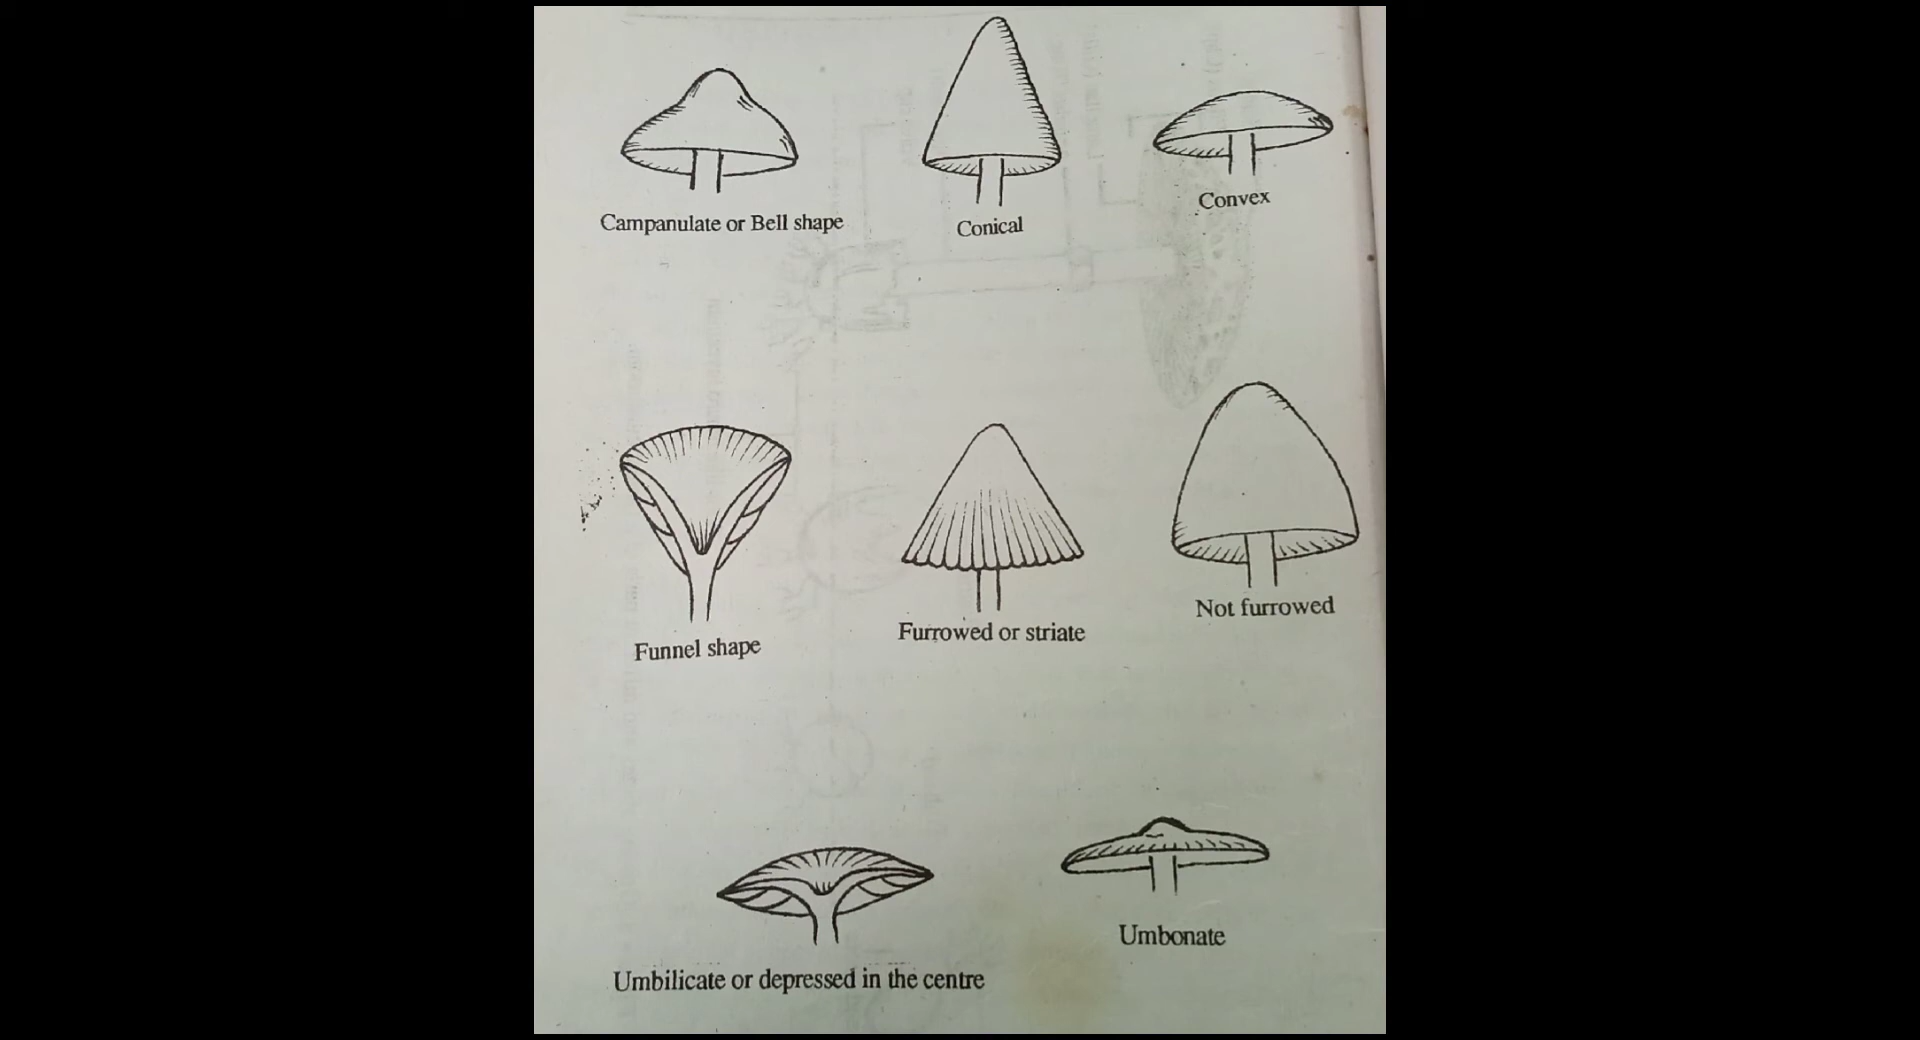 Campanulate or Bell shape
Conical
Convex
Funnel shape
Furrowed or striate
Not furrowed
Umbilicate or depressed in the centre
Umbonate